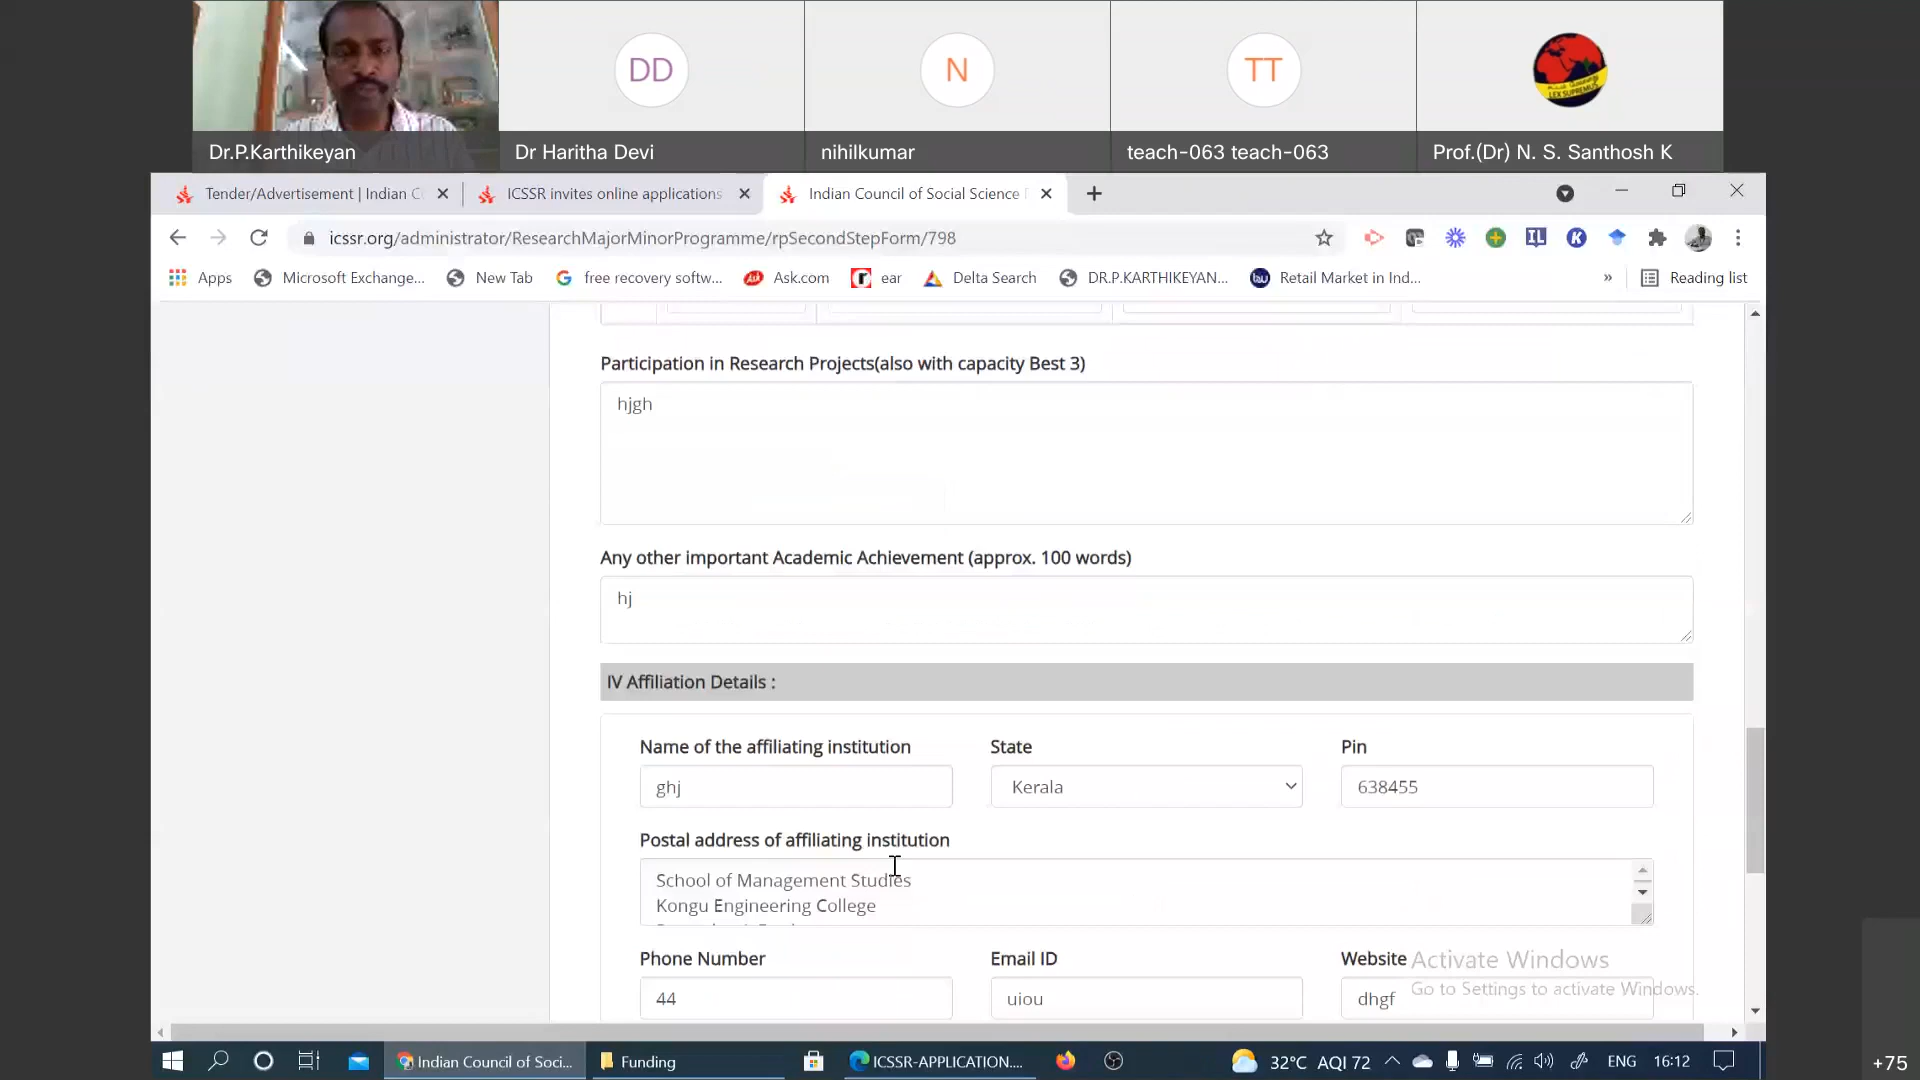 DD
N
TT
LEX SUPREMUS
Dr.P.Karthikeyan
Dr Haritha Devi
nihilkumar
teach-063 teach-063
Prof.(Dr) N. S. Santhosh K
Tender/Advertisement | Indian C
ICSSR invites online applications
Indian Council of Social Science
icssr.org/administrator/ResearchMajorMinorProgramme/rpSecondStepForm/798
IL
K
Apps
Microsoft Exchange...
New Tab
free recovery softw...
Ask.com
ear
Delta Search
DR.P.KARTHIKEYAN...
Retail Market in Ind...
»
Reading list
Participation in Research Projects(also with capacity Best 3)
hjgh
Any other important Academic Achievement (approx. 100 words)
hj
IV Affiliation Details :
Name of the affiliating institution
State
Pin
ghj
Kerala
638455
Postal address of affiliating institution
School of Management Studies
Kongu Engineering College
Phone Number
Email ID
Website
Activate Windows
Go to Settings to activate Windows.
44
uiou
dhgf
Indian Council of Soci...
Funding
ICSSR-APPLICATION....
32°C AQI 72
ENG
16:12
+75